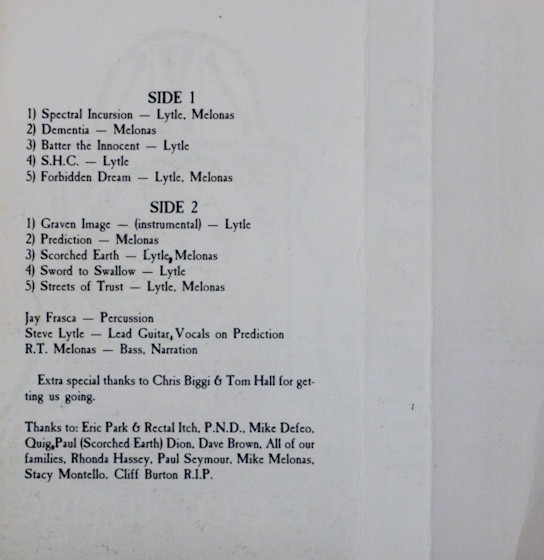 SIDE 1
1) Spectral Incursion — Lytle, Melonas
2) Dementia — Melonas
3) Batter the Innocent — Lytle
4) S.H.C. — Lytle
5) Forbidden Dream — Lytle, Melonas
SIDE 2
1) Graven Image — (instrumental) — Lytle
2) Prediction — Melonas
3) Scorched Earth — Lytle, Melonas
4) Sword to Swallow — Lytle
5) Streets of Trust — Lytle, Melonas
Jay Frasca — Percussion
Steve Lytle — Lead Guitar, Vocals on Prediction
R.T. Melonas — Bass, Narration
Extra special thanks to Chris Biggi & Tom Hall for get-
ting us going.
Thanks to: Eric Park & Rectal Itch, P.N.D., Mike Defeo,
Quig, Paul (Scorched Earth) Dion, Dave Brown, All of our
families, Rhonda Hassey, Paul Seymour, Mike Melonas,
Stacy Montello, Cliff Burton R.I.P.